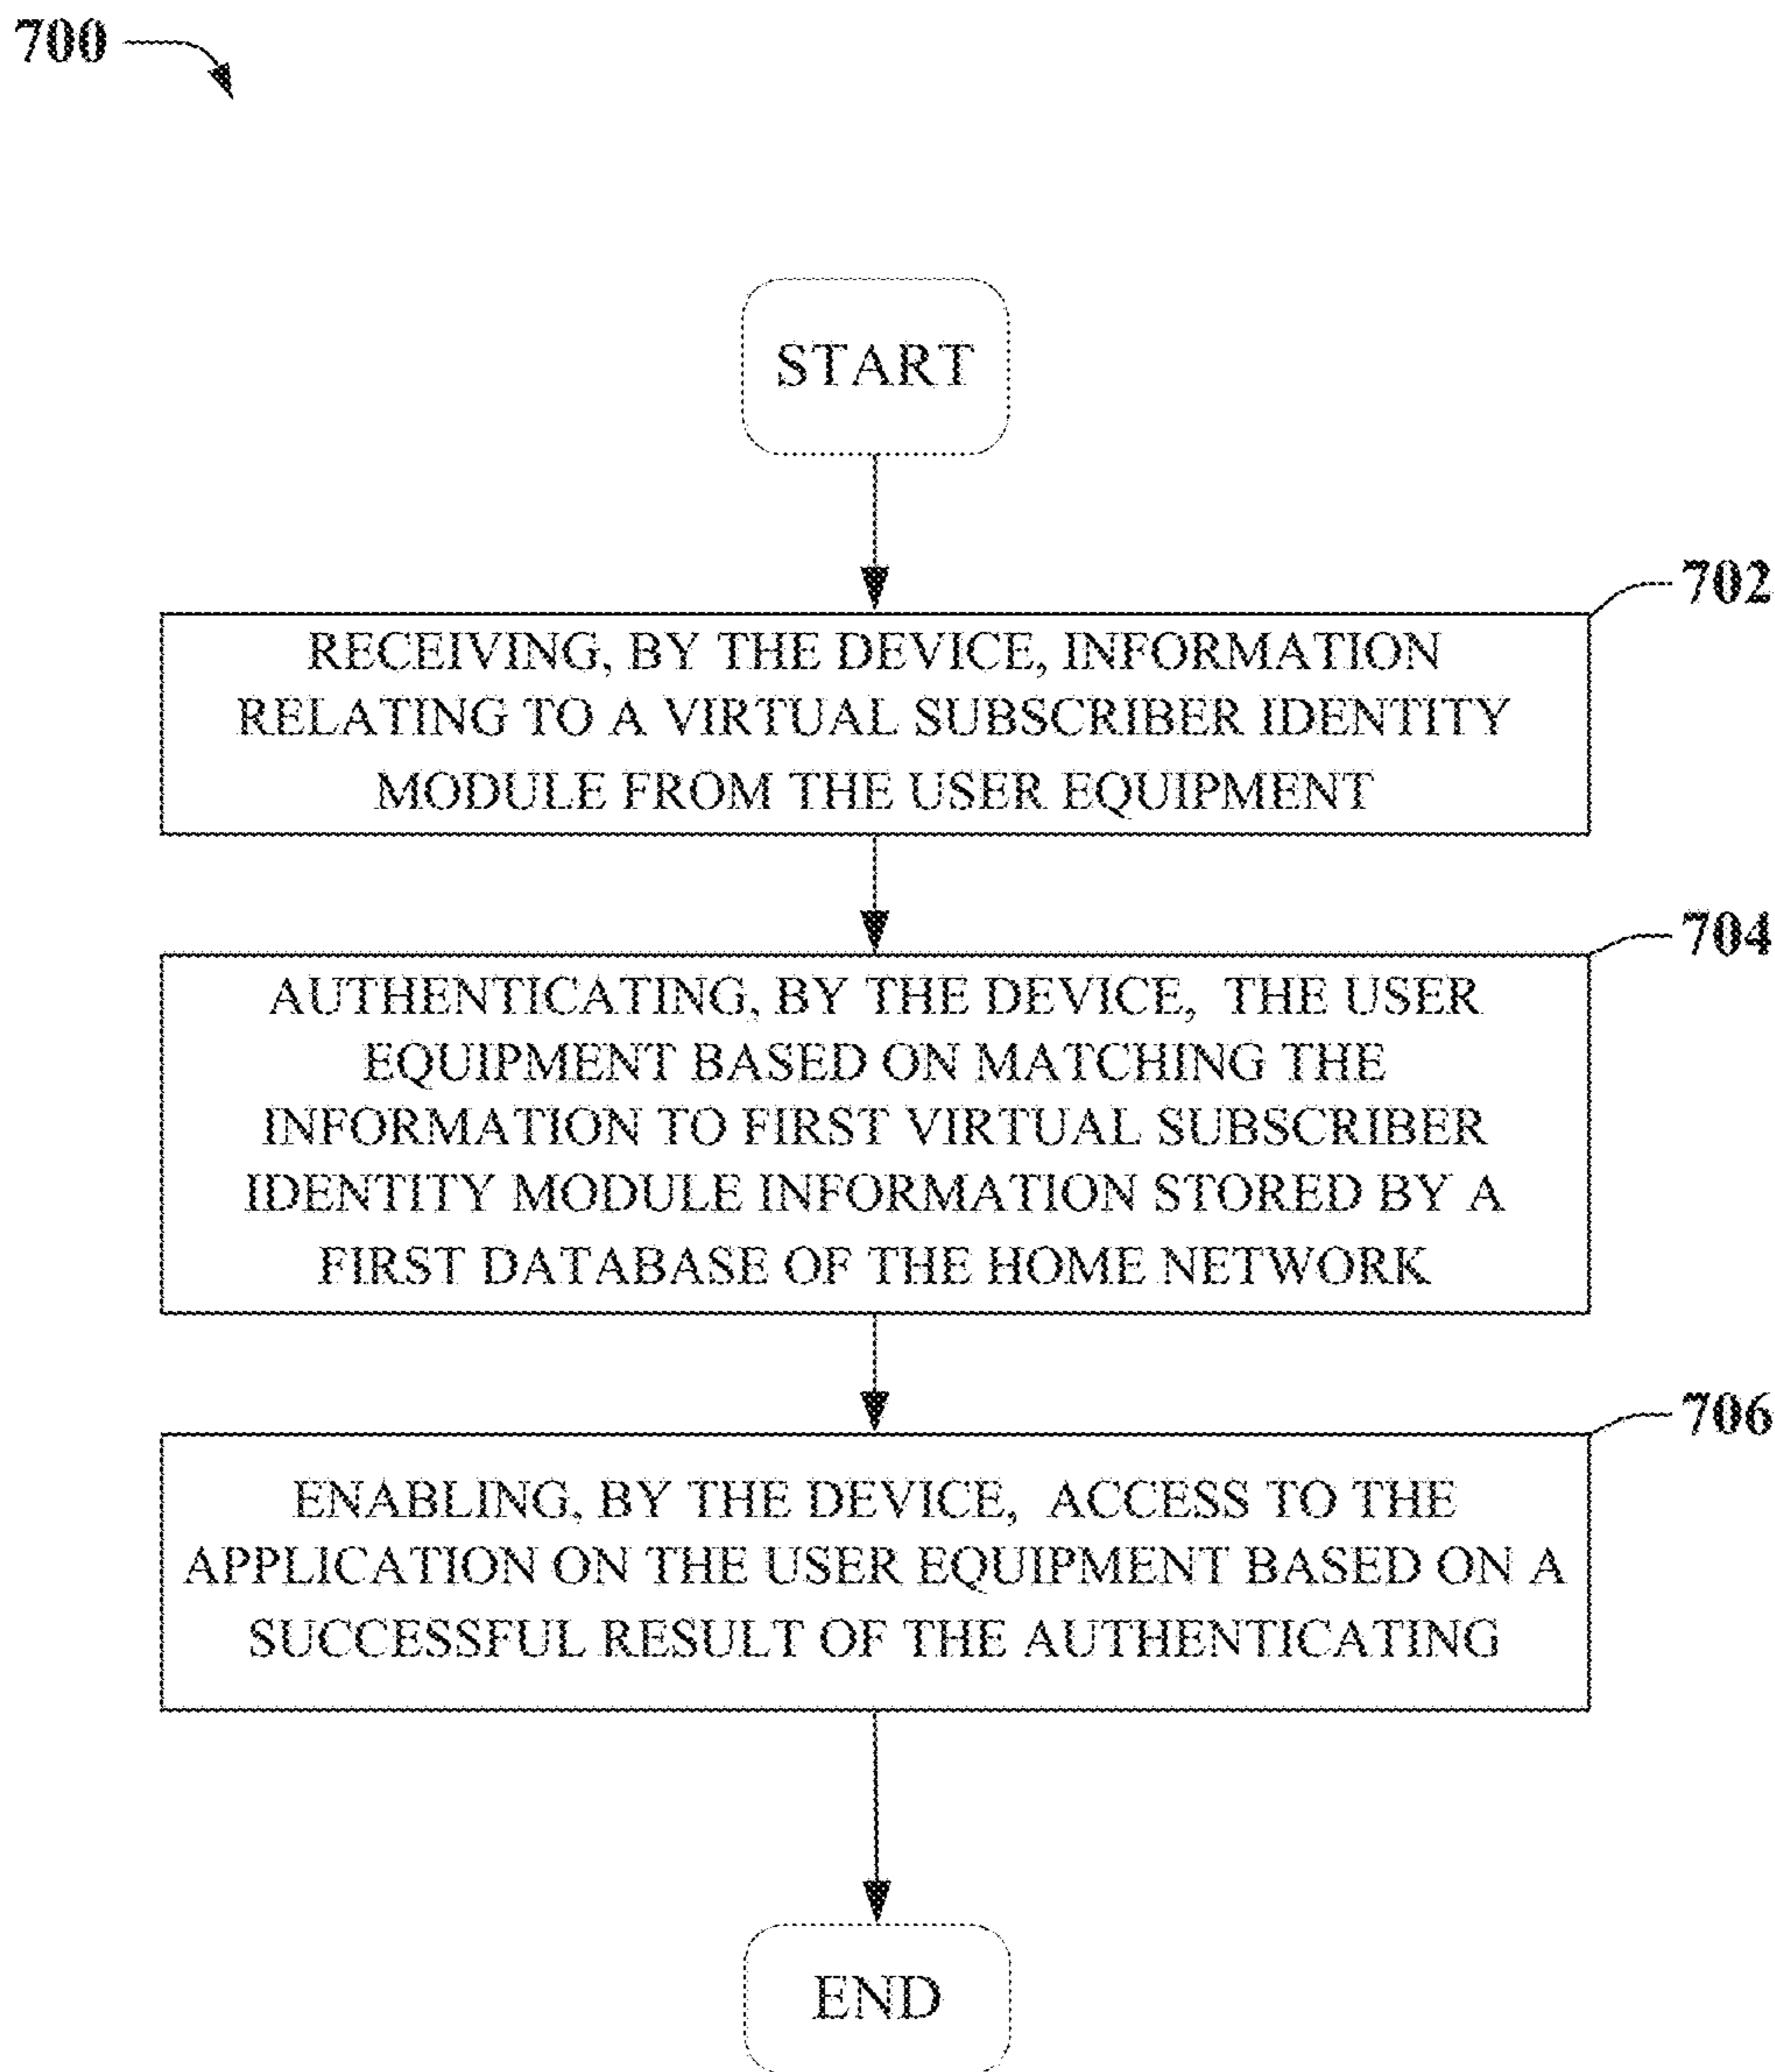 700
START
702
RECEIVING, BY THE DEVICE, INFORMATION
RELATING TO A VIRTUAL SUBSCRIBER IDENTITY
MODULE FROM THE USER EQUIPMENT
704
AUTHENTICATING, BY THE DEVICE, THE USER
EQUIPMENT BASED ON MATCHING THE
INFORMATION TO FIRST VIRTUAL SUBSCRIBER
IDENTITY MODULE INFORMATION STORED BY A
FIRST DATABASE OF THE HOME NETWORK
706
ENABLING, BY THE DEVICE, ACCESS TO THE
APPLICATION ON THE USER EQUIPMENT BASED ON A
SUCCESSFUL RESULT OF THE AUTHENTICATING
END